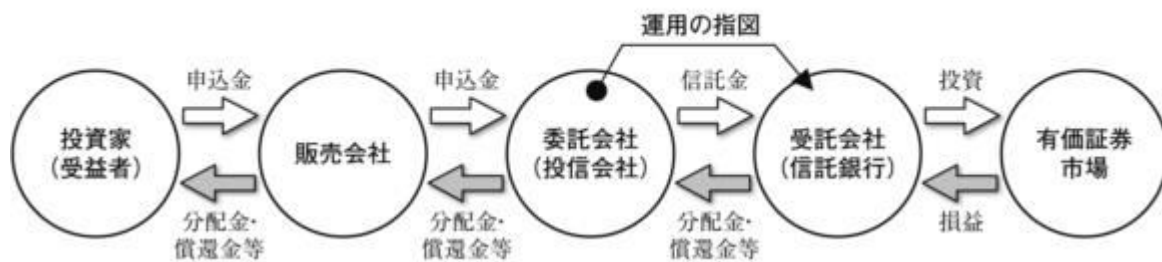 運用の指図
申込金
申込金
信託金
投資
投資家
(受益者)
販売会社
委託会社
(投信会社)
受託会社
(信託銀行)
有価証券
市場
分配金・
償還金等
分配金・
償還金等
分配金・
償還金等
損益